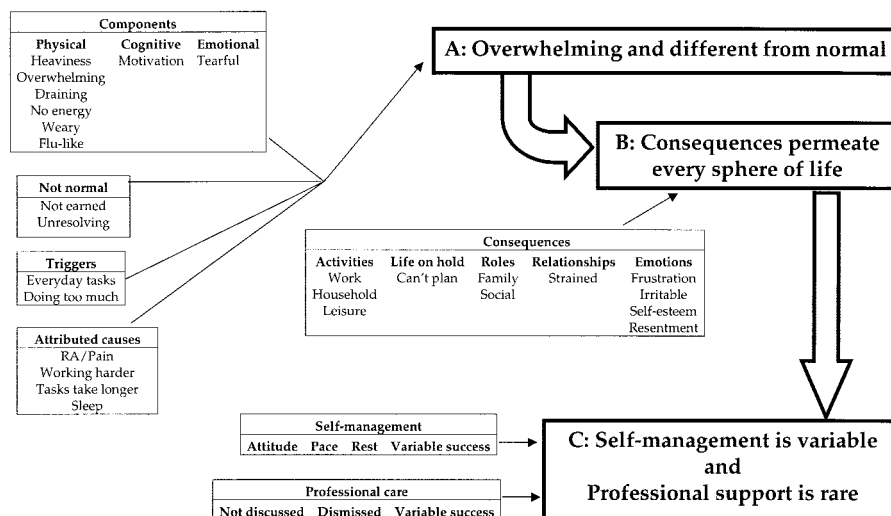 Components
Physical Cognitive Emotional
Heaviness Motivation Tearful
Overwhelming
Draining
No energy
Weary
Flu-like
A: Overwhelming and different from normal
B: Consequences permeate
every sphere of life
Not normal
Not earned
Unresolving
Triggers
Everyday tasks
Doing too much
Attributed causes
RA/Pain
Working harder
Tasks take longer
Sleep
Consequences
Activities Life on hold Roles Relationships Emotions
Work Can't plan Family Strained Frustration
Household Social Irritable
Leisure Self-esteem
Resentment
Self-management
Attitude Pace Rest Variable success
Professional care
Not discussed Dismissed Variable success
C: Self-management is variable
and
Professional support is rare